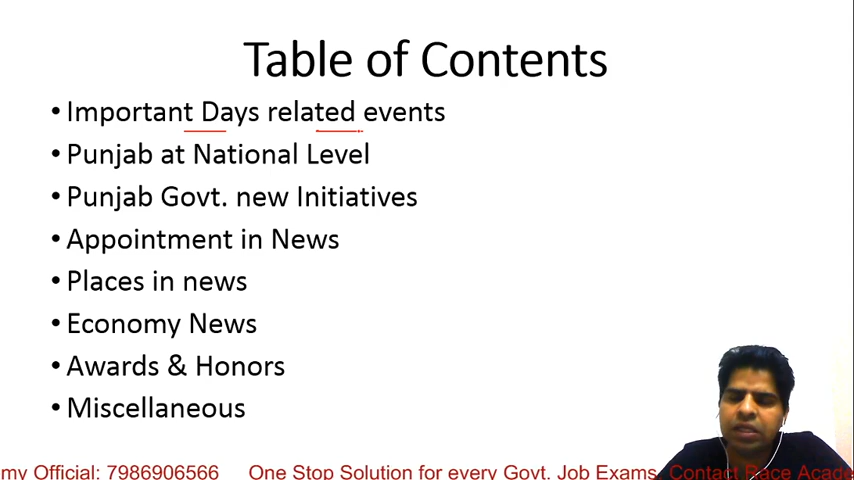 Table of Contents
• Important Days related events
• Punjab at National Level
• Punjab Govt. new Initiatives
• Appointment in News
• Places in news
• Economy News
• Awards & Honors
• Miscellaneous
my Official: 7986906566 One Stop Solution for every Govt. Job Exams. Contact Race Acade